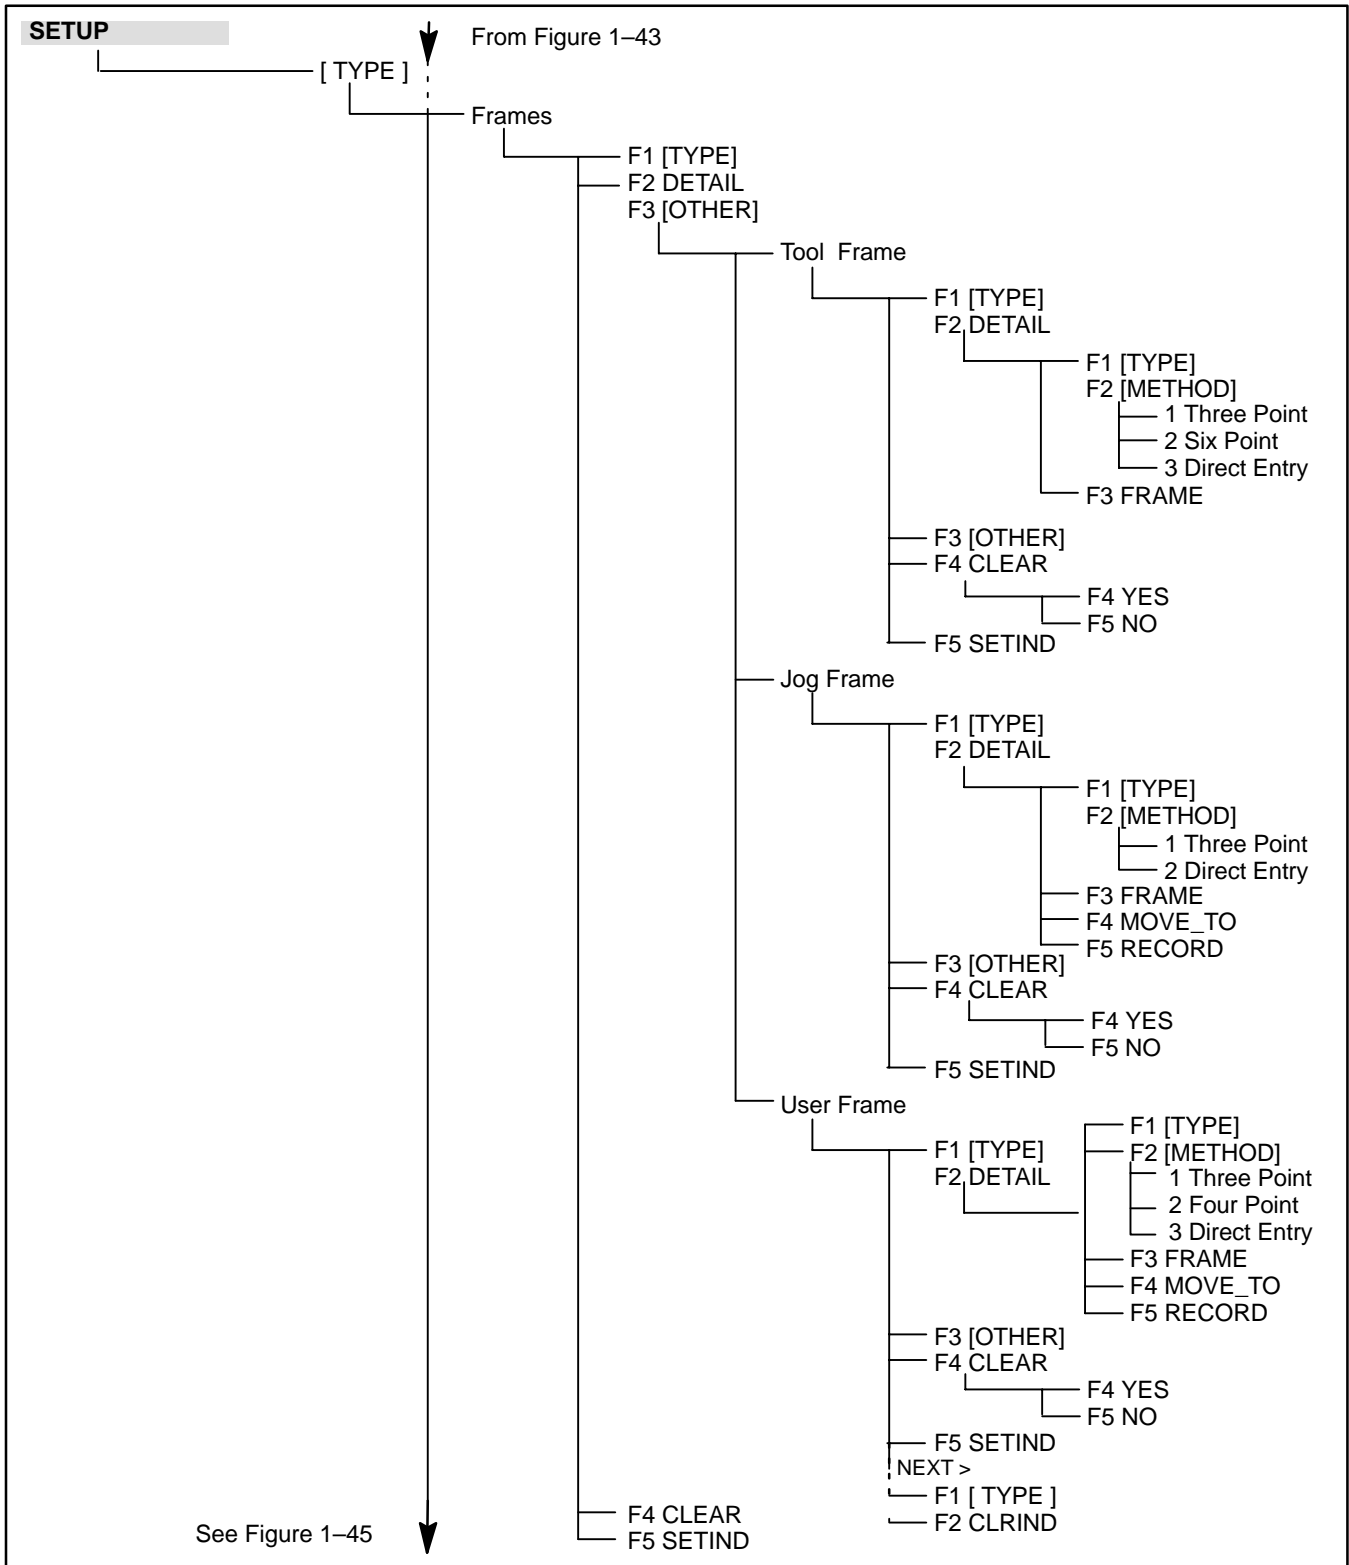 SETUP
From Figure 1–43
[ TYPE ]
Frames
F1 [TYPE]
F2 DETAIL
F3 [OTHER]
Tool Frame
F1 [TYPE]
F2 DETAIL
F1 [TYPE]
F2 [METHOD]
1 Three Point
2 Six Point
3 Direct Entry
F3 FRAME
F3 [OTHER]
F4 CLEAR
F4 YES
F5 NO
F5 SETIND
Jog Frame
F1 [TYPE]
F2 DETAIL
F1 [TYPE]
F2 [METHOD]
1 Three Point
2 Direct Entry
F3 FRAME
F4 MOVE_TO
F5 RECORD
F3 [OTHER]
F4 CLEAR
F4 YES
F5 NO
F5 SETIND
User Frame
F1 [TYPE]
F2 DETAIL
F1 [TYPE]
F2 [METHOD]
1 Three Point
2 Four Point
3 Direct Entry
F3 FRAME
F4 MOVE_TO
F5 RECORD
F3 [OTHER]
F4 CLEAR
F4 YES
F5 NO
F5 SETIND
NEXT >
F1 [ TYPE ]
F2 CLRIND
F4 CLEAR
F5 SETIND
See Figure 1–45